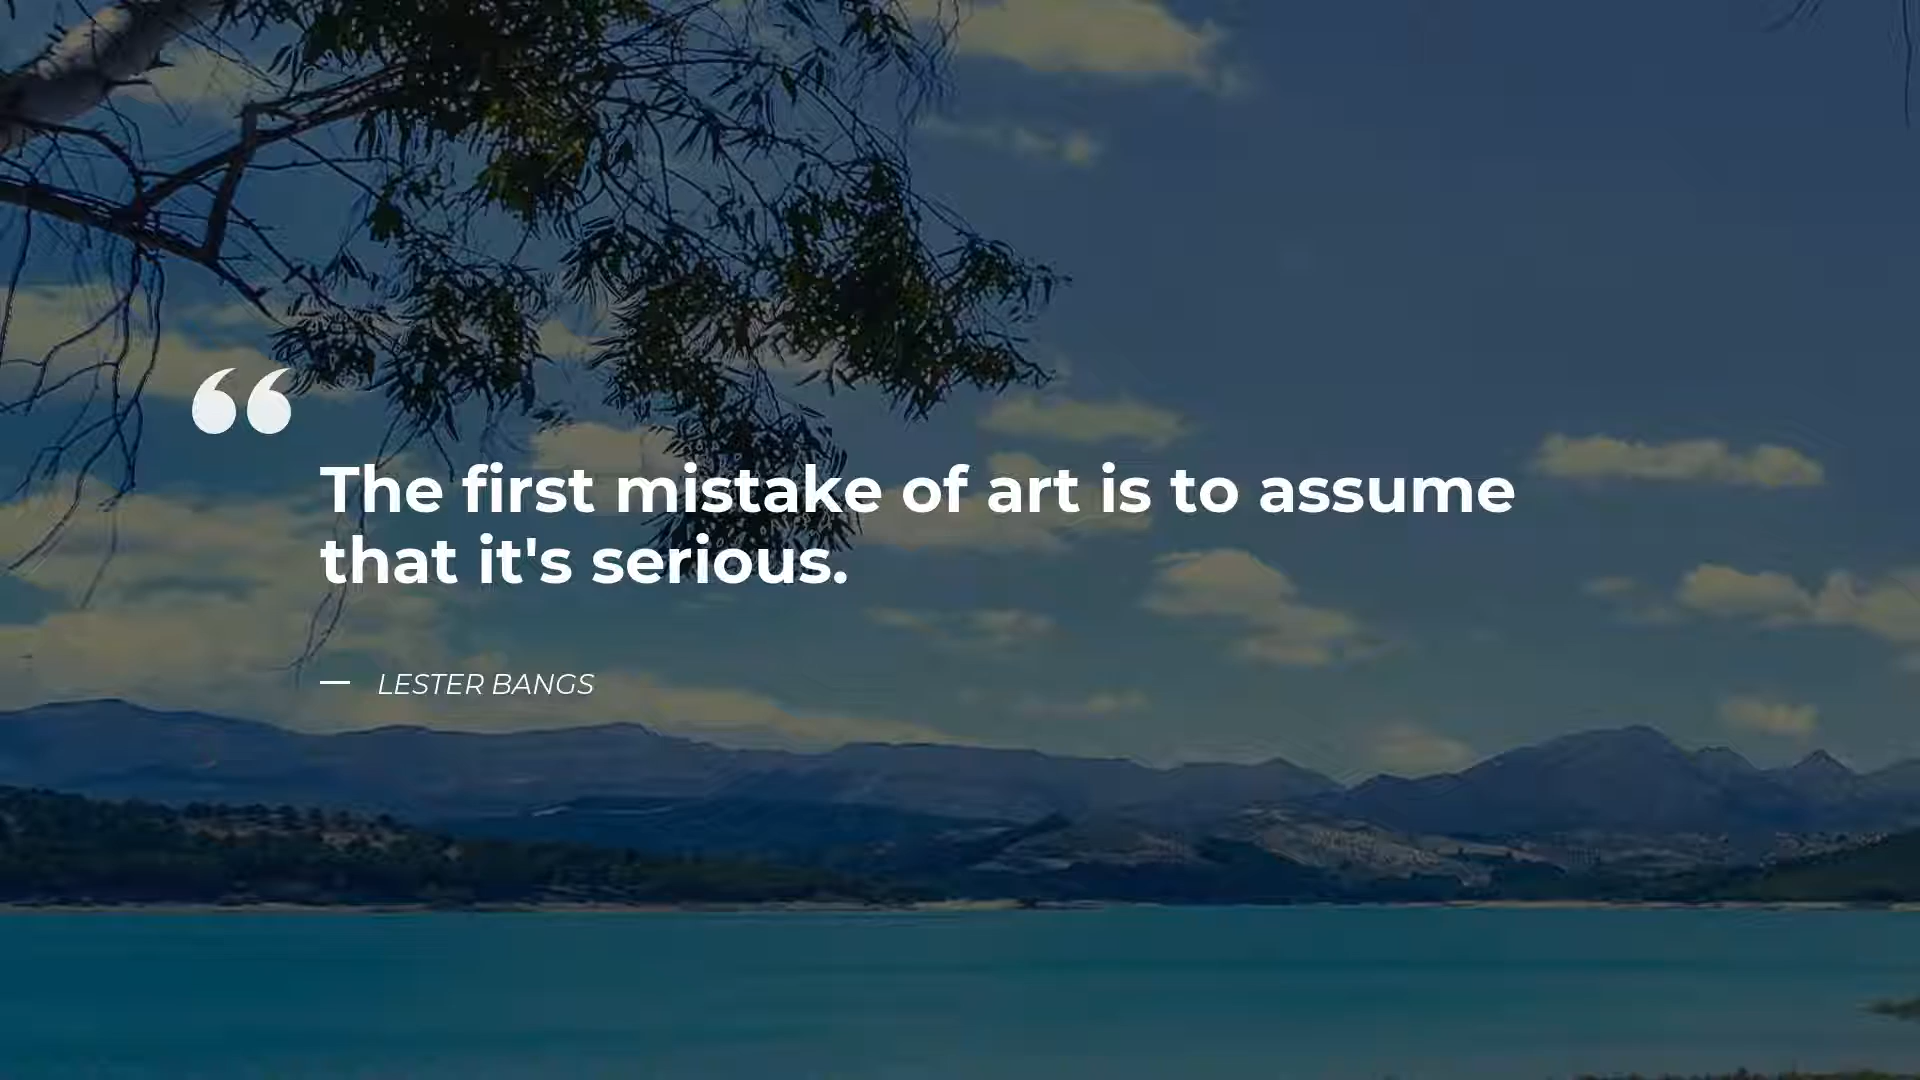 “
The first mistake of art is to assume
that it's serious.
— LESTER BANGS